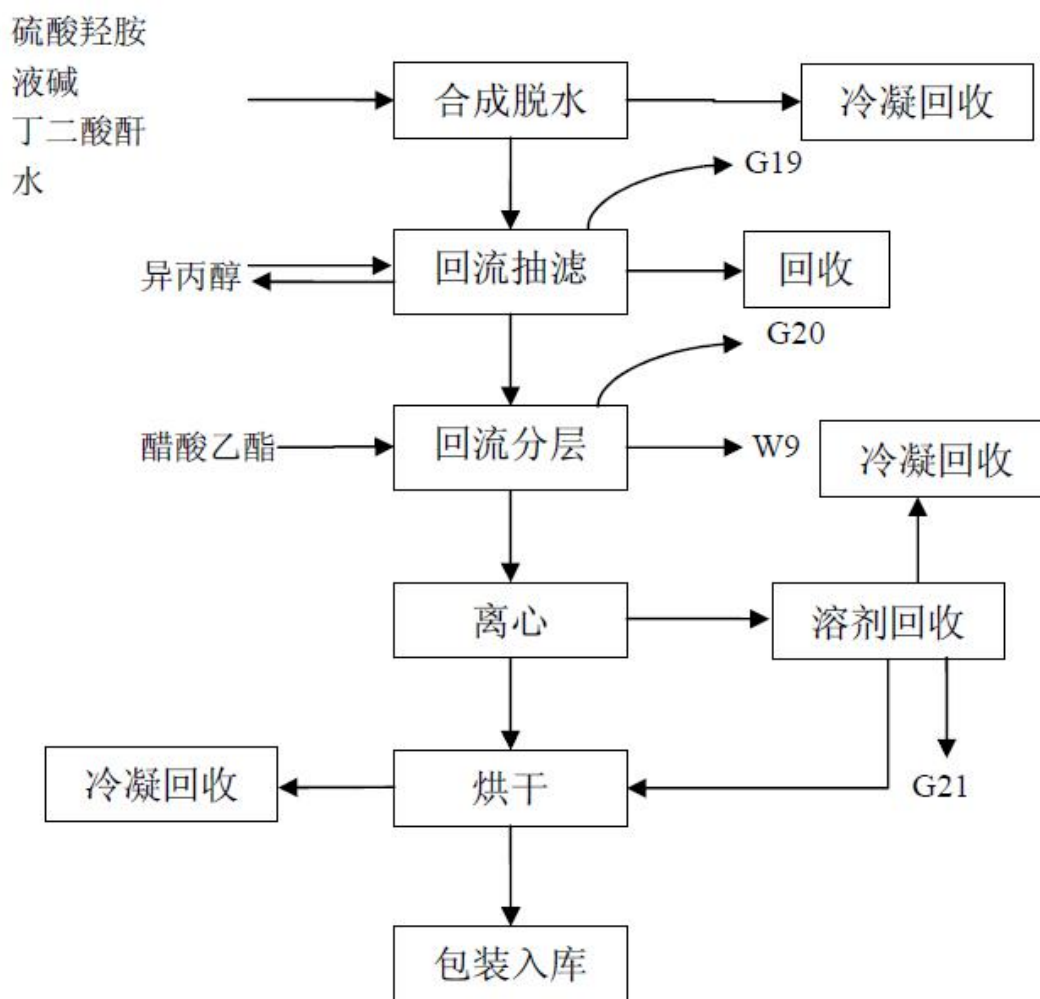 硫酸羟胺
液碱
丁二酸酐
水
合成脱水
冷凝回收
G19
异丙醇
回流抽滤
回收
G20
醋酸乙酯
回流分层
W9
冷凝回收
离心
溶剂回收
冷凝回收
烘干
G21
包装入库